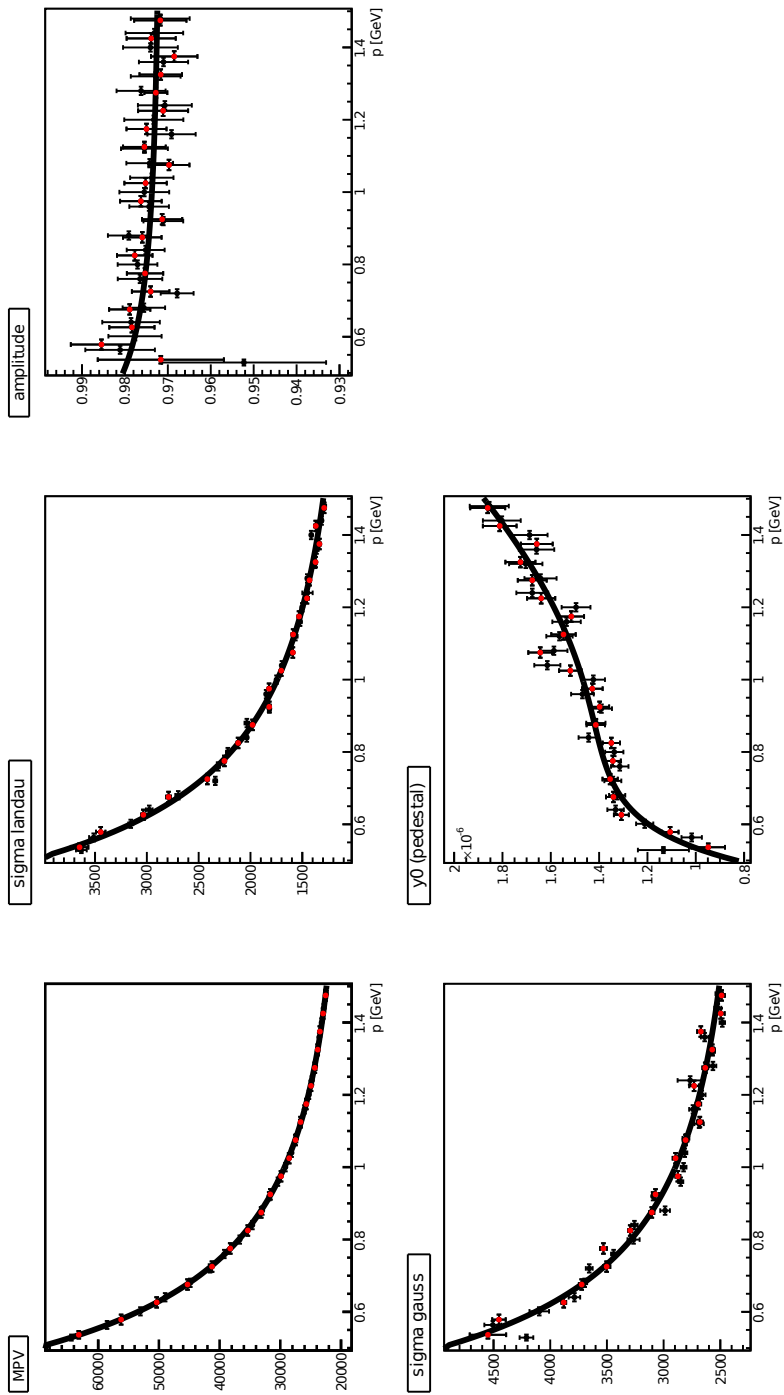 MPV
60000
50000
40000
30000
20000
0.6 0.8 1 1.2 1.4
p [GeV]
sigma landau
3500
3000
2500
2000
1500
0.6 0.8 1 1.2 1.4
p [GeV]
amplitude
0.99
0.98
0.97
0.96
0.95
0.94
0.93
0.6 0.8 1 1.2 1.4
p [GeV]
sigma gauss
4500
4000
3500
3000
2500
0.6 0.8 1 1.2 1.4
p [GeV]
y0 (pedestal)
×10⁻⁶
2
1.8
1.6
1.4
1.2
1
0.8
0.6 0.8 1 1.2 1.4
p [GeV]